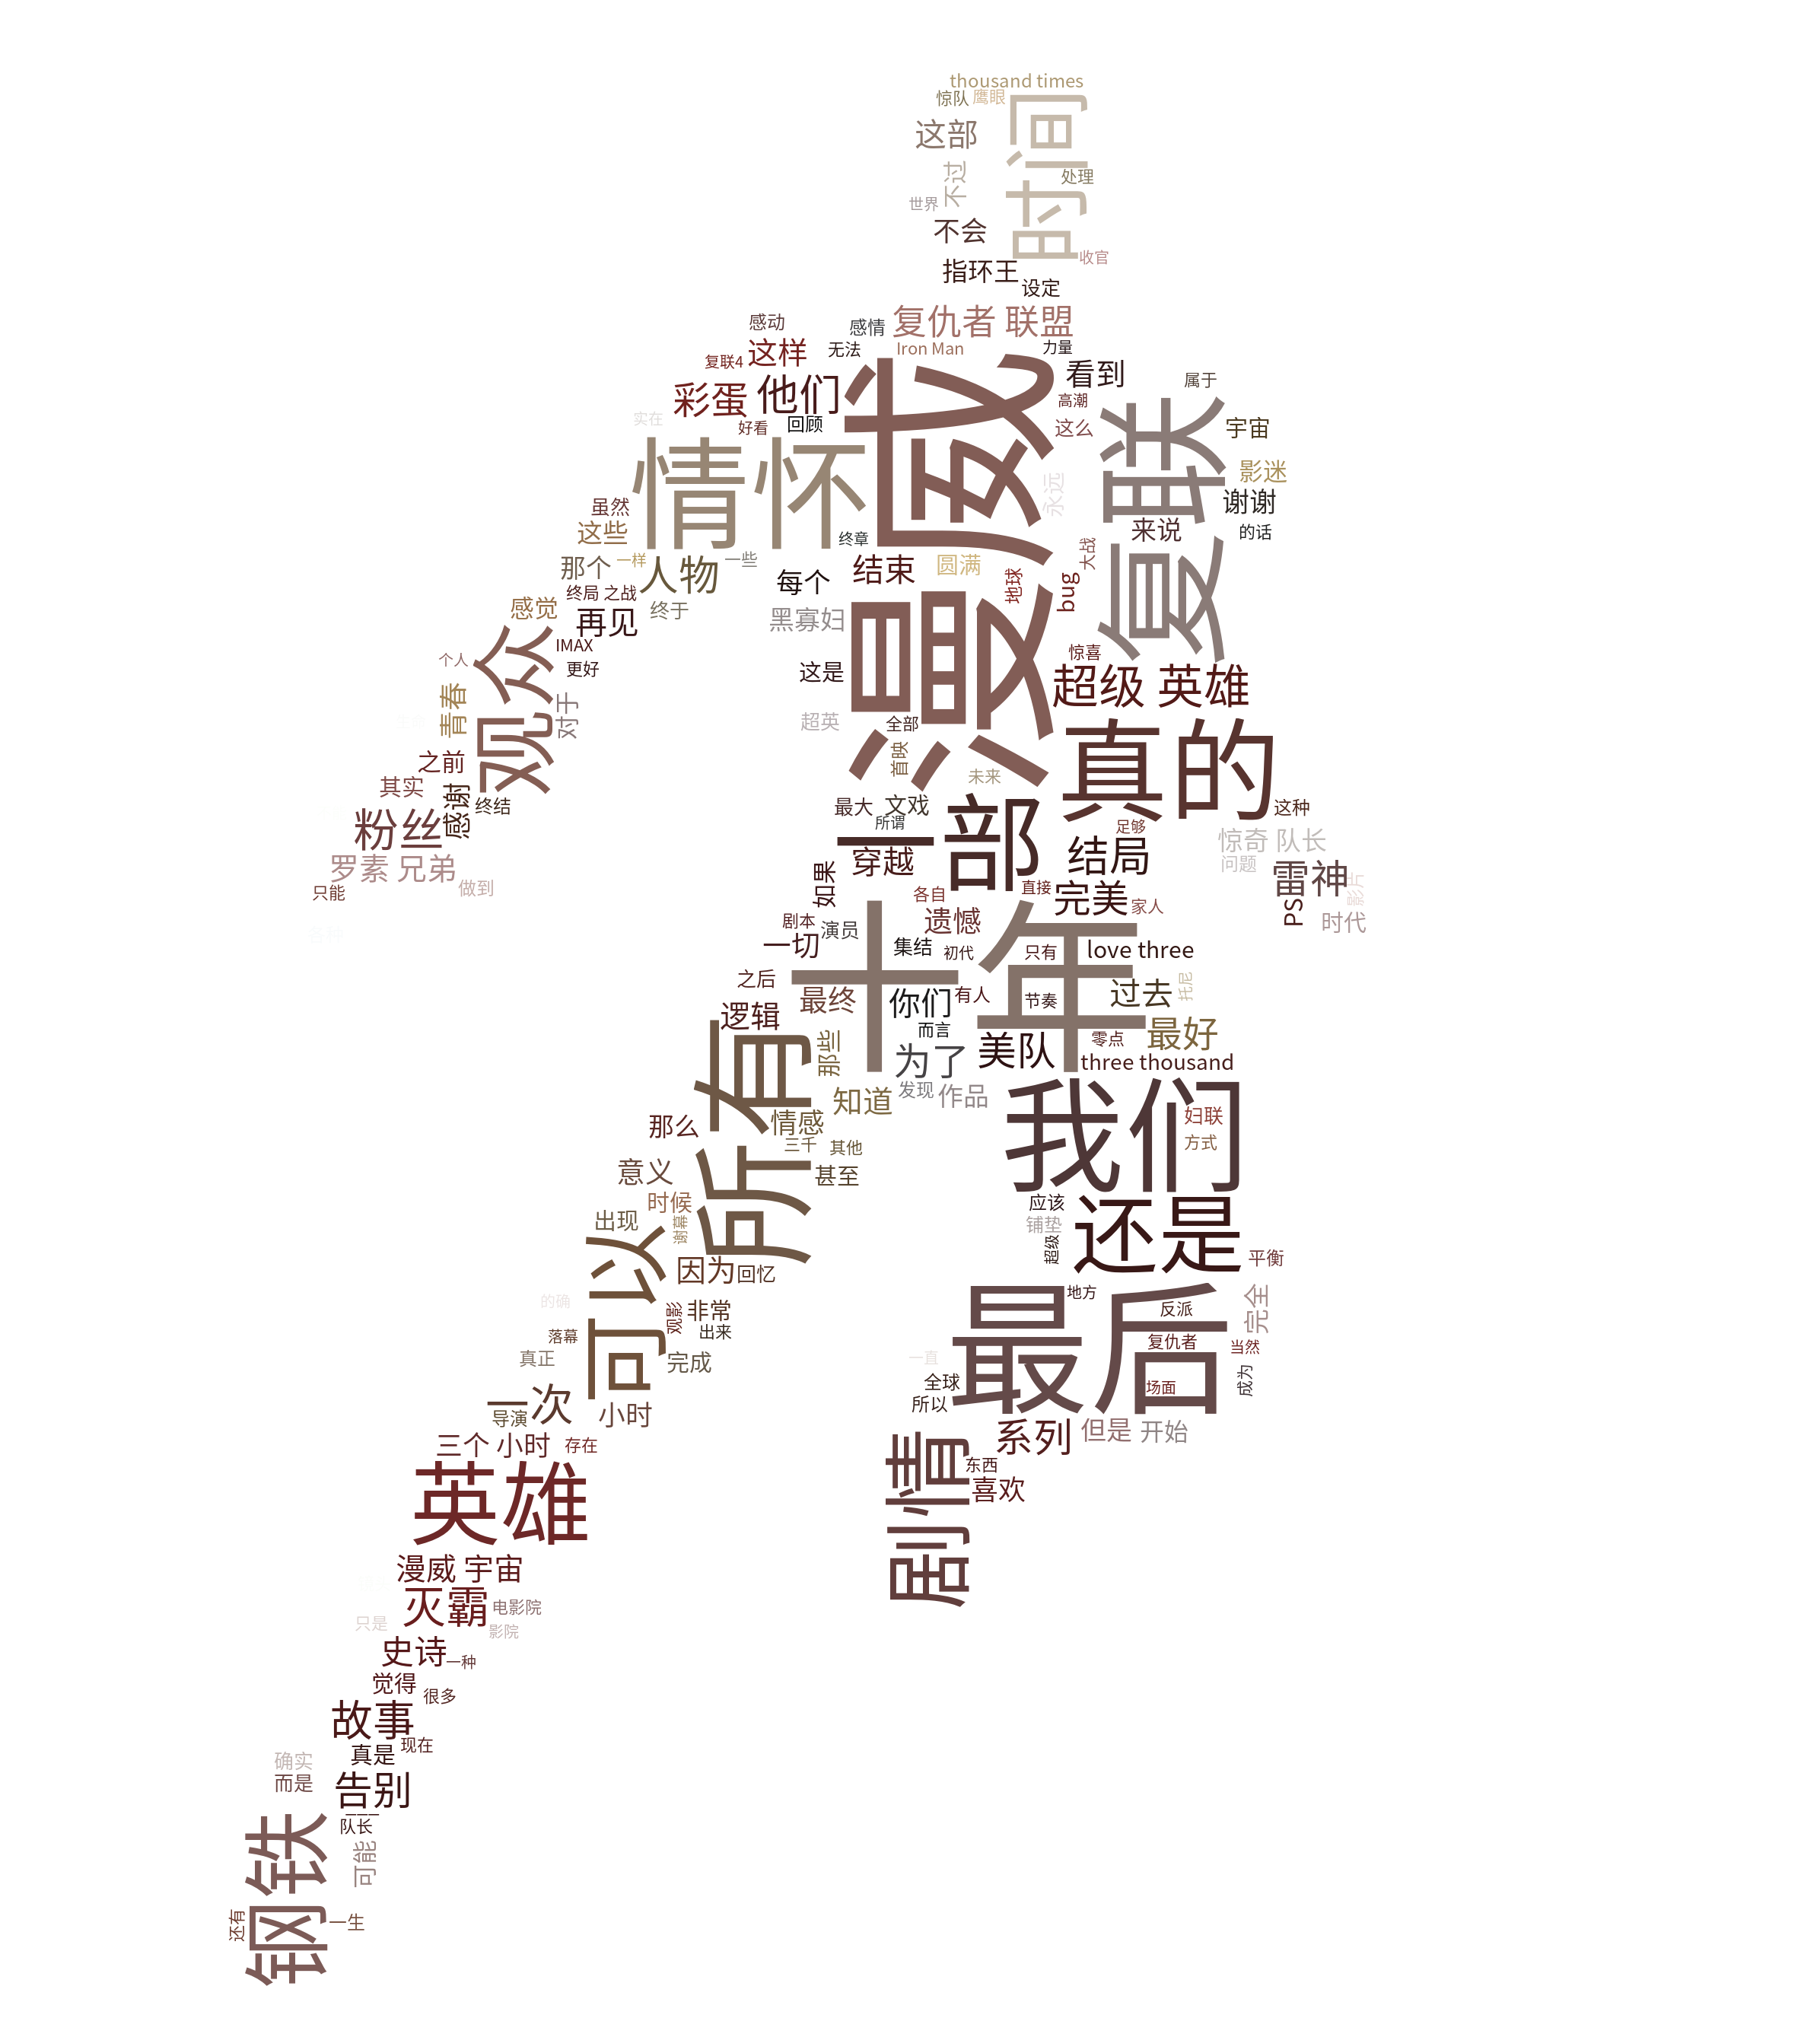 thousand times
惊队 鹰眼
时间
这部
不过
处理
世界
不会
收官
指环王
设定
复仇者 联盟
感动
感情
Iron Man
无法
力量
这样
复联4
看到
属于
他们
彩蛋
漫威
高潮
复联
回顾
好看
实在
这么
宇宙
情怀
影迷
永远
谢谢
虽然
来说
的话
这些
终章
大战
一样
一些
那个
人物
结束
圆满
每个
地球
bug
终局 之战
感觉
终于
黑寡妇
再见
观众
IMAX
惊喜
个人
更好
这是
超级 英雄
青春
对于
超英
全部
真的
首映
之前
未来
其实
感谢
终结
最大
文戏
这种
所谓
一部
足够
粉丝
惊奇 队长
结局
穿越
问题
罗素 兄弟
雷神
影片
做到
只能
如果
直接
完美
各自
家人
PS
遗憾
时代
剧本
演员
一切
集结
初代
只有
love three
十年
之后
托尼
最终
你们
有人
节奏
过去
逻辑
而言
最好
所有
那些
为了
美队
零点
three thousand
发现
作品
知道
我们
情感
妇联
那么
三千
其他
方式
甚至
意义
时候
应该
出现
谢幕
铺垫
还是
可以
超级
平衡
因为
回忆
最后
地方
完全
的确
观影
非常
反派
落幕
出来
复仇者
当然
真正
完成
一直
成为
全球
场面
所以
一次
导演
小时
系列
但是
开始
三个 小时
存在
剧情
东西
英雄
喜欢
漫威 宇宙
灭霸
电影院
只是
影院
史诗
一种
觉得
很多
故事
现在
真是
确实
而是
告别
钢铁
队长
可能
还有
一生